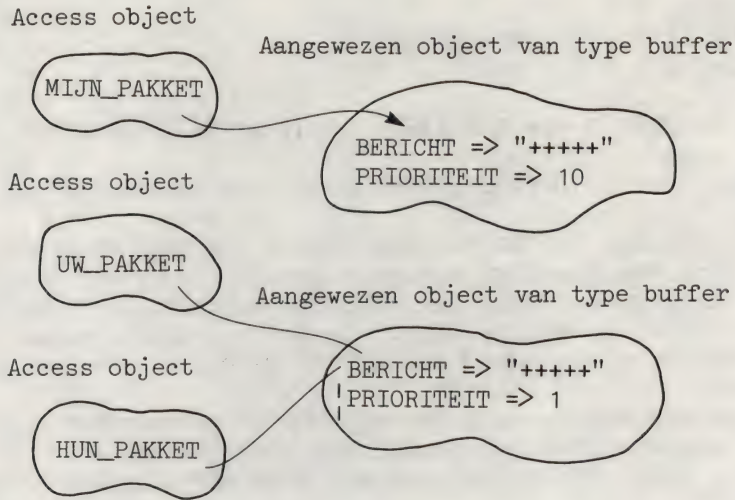 Access object
Aangewezen object van type buffer
MIJN_PAKKET
BERICHT => "+++++"
PRIORITEIT => 10
Access object
UW_PAKKET
Aangewezen object van type buffer
Access object
BERICHT => "+++++"
PRIORITEIT => 1
HUN_PAKKET